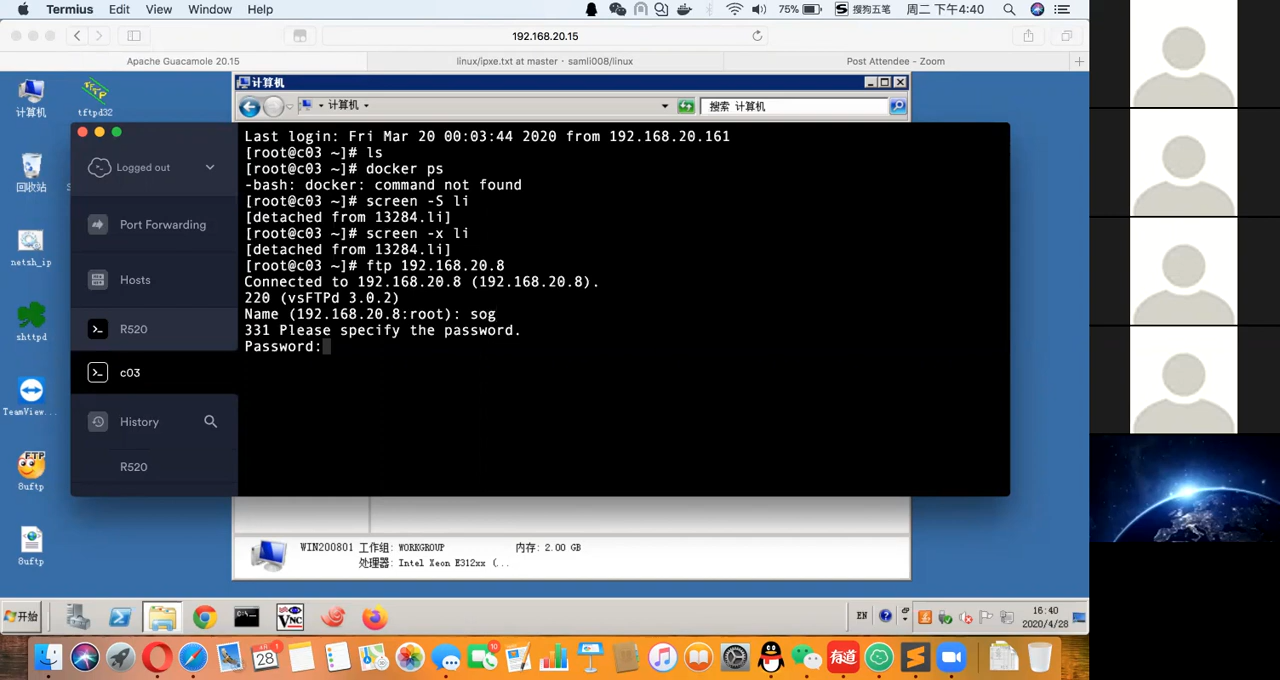 Termius Edit View Window Help
75% 搜狗五笔 周二 下午4:40
192.168.20.15
Apache Guacamole 20.15
linux/ipxe.txt at master · samli008/linux
Post Attendee - Zoom
计算机
tftpd32
计算机
计算机
搜索 计算机
回收站
netsh_ip
shttpd
TeamView...
8uftp
8uftp
Logged out
Port Forwarding
Hosts
R520
c03
History
R520
Last login: Fri Mar 20 00:03:44 2020 from 192.168.20.161
[root@c03 ~]# ls
[root@c03 ~]# docker ps
-bash: docker: command not found
[root@c03 ~]# screen -S li
[detached from 13284.li]
[root@c03 ~]# screen -x li
[detached from 13284.li]
[root@c03 ~]# ftp 192.168.20.8
Connected to 192.168.20.8 (192.168.20.8).
220 (vsFTPd 3.0.2)
Name (192.168.20.8:root): sog
331 Please specify the password.
Password:
WIN200801 工作组: WORKGROUP 内存: 2.00 GB
处理器: Intel Xeon E312xx (...
开始
EN
16:40
2020/4/28
28
10
有道